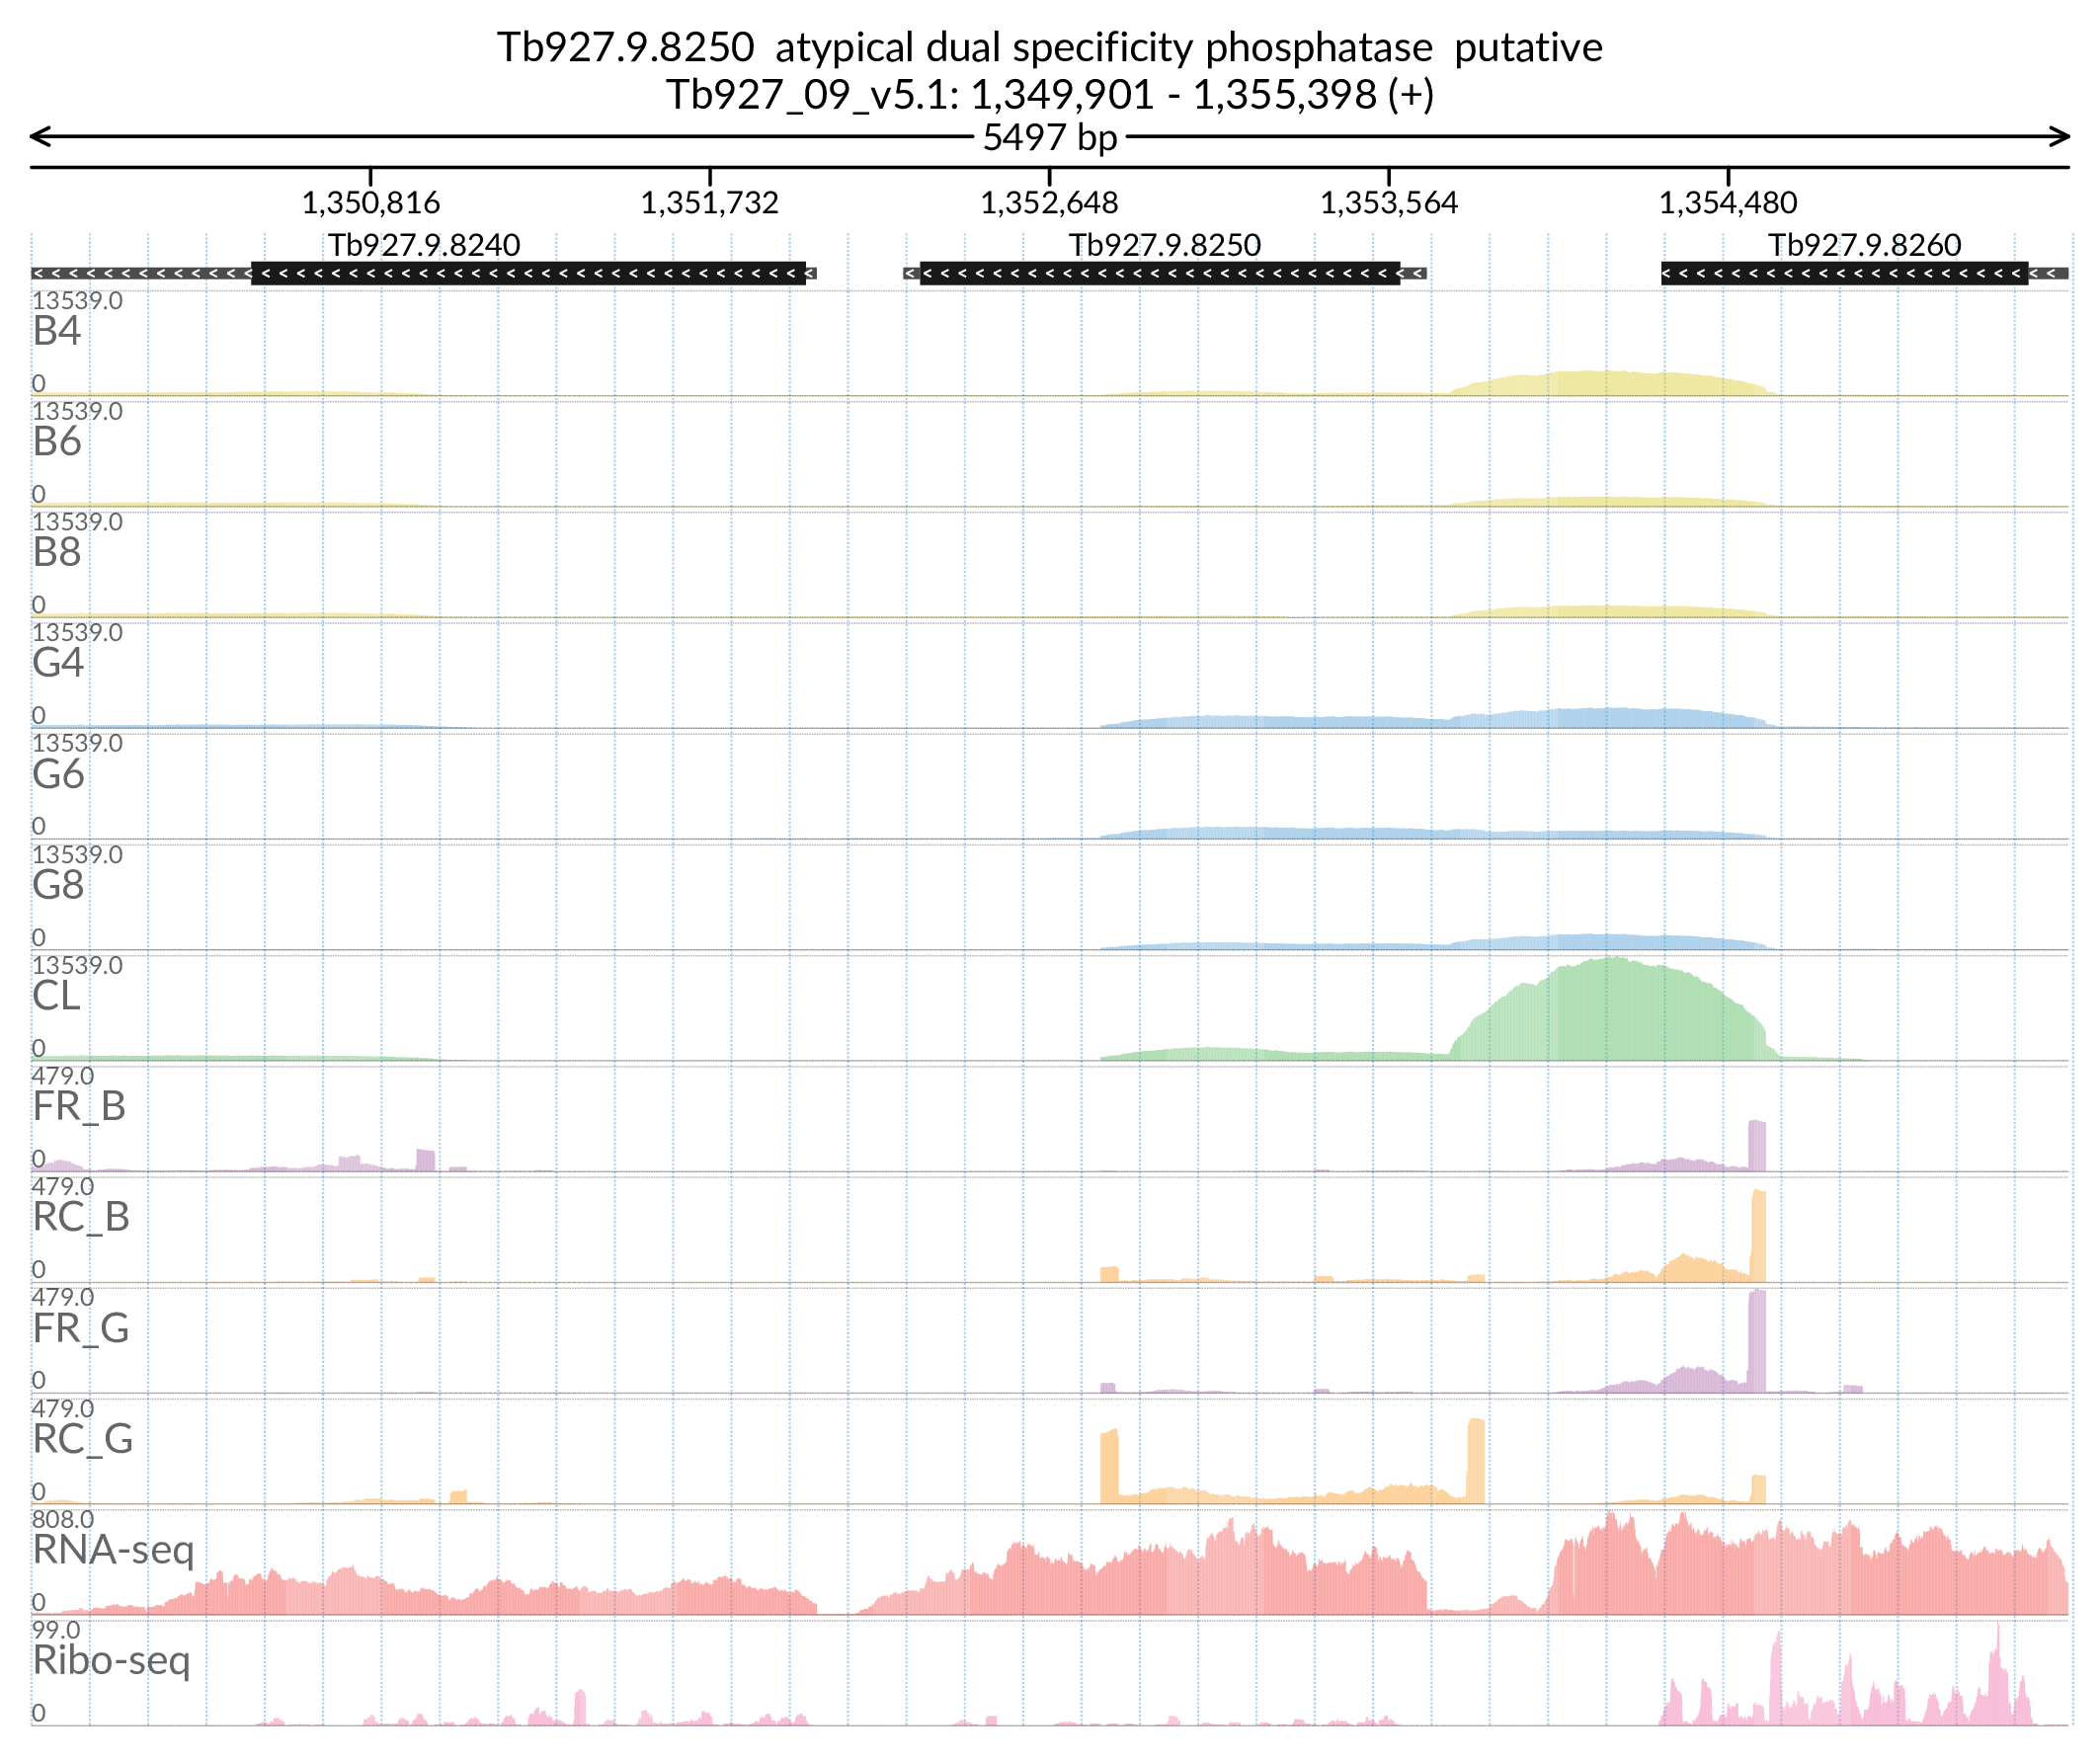 Tb927.9.8250 atypical dual specificity phosphatase putative
Tb927_09_v5.1: 1,349,901 - 1,355,398 (+)
5497 bp
1,350,816 1,351,732 1,352,648 1,353,564 1,354,480
Tb927.9.8240 Tb927.9.8250 Tb927.9.8260
13539.0
B4
0
13539.0
B6
0
13539.0
B8
0
13539.0
G4
0
13539.0
G6
0
13539.0
G8
0
13539.0
CL
0
479.0
FR_B
0
479.0
RC_B
0
479.0
FR_G
0
479.0
RC_G
0
808.0
RNA-seq
0
99.0
Ribo-seq
0